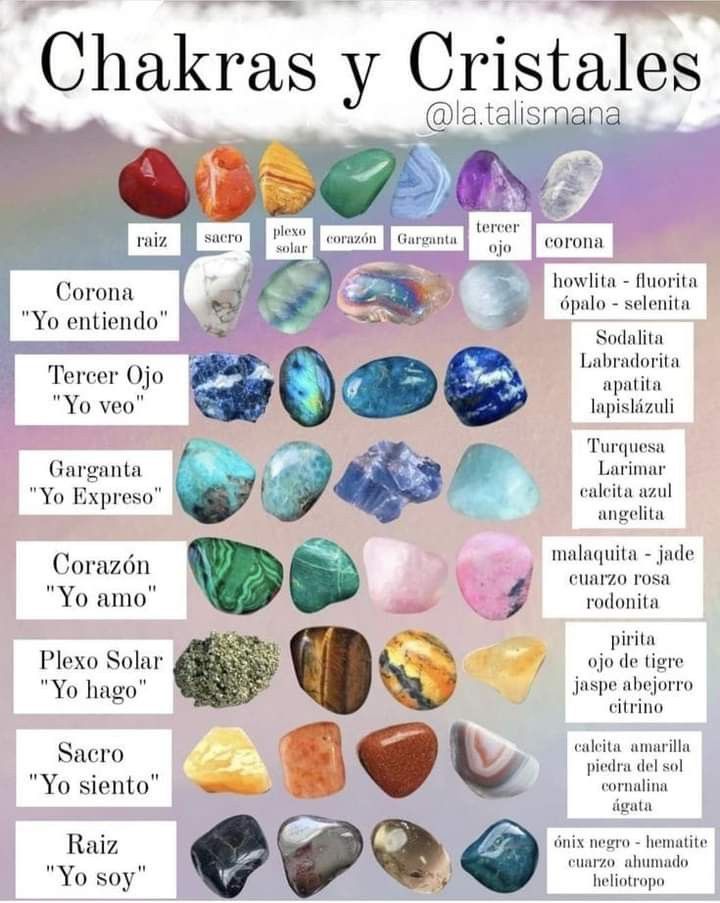 Chakras y Cristales
@la.talismana
raiz
sacro
plexo
solar
corazón
Garganta
tercer
ojo
corona
Corona
"Yo entiendo"
howlita - fluorita
ópalo - selenita
Tercer Ojo
"Yo veo"
Sodalita
Labradorita
apatita
lapislázuli
Garganta
"Yo Expreso"
Turquesa
Larimar
calcita azul
angelita
Corazón
"Yo amo"
malaquita - jade
cuarzo rosa
rodonita
Plexo Solar
"Yo hago"
pirita
ojo de tigre
jaspe abejorro
citrino
Sacro
"Yo siento"
calcita amarilla
piedra del sol
cornalina
ágata
Raiz
"Yo soy"
ónix negro - hematite
cuarzo ahumado
heliotropo